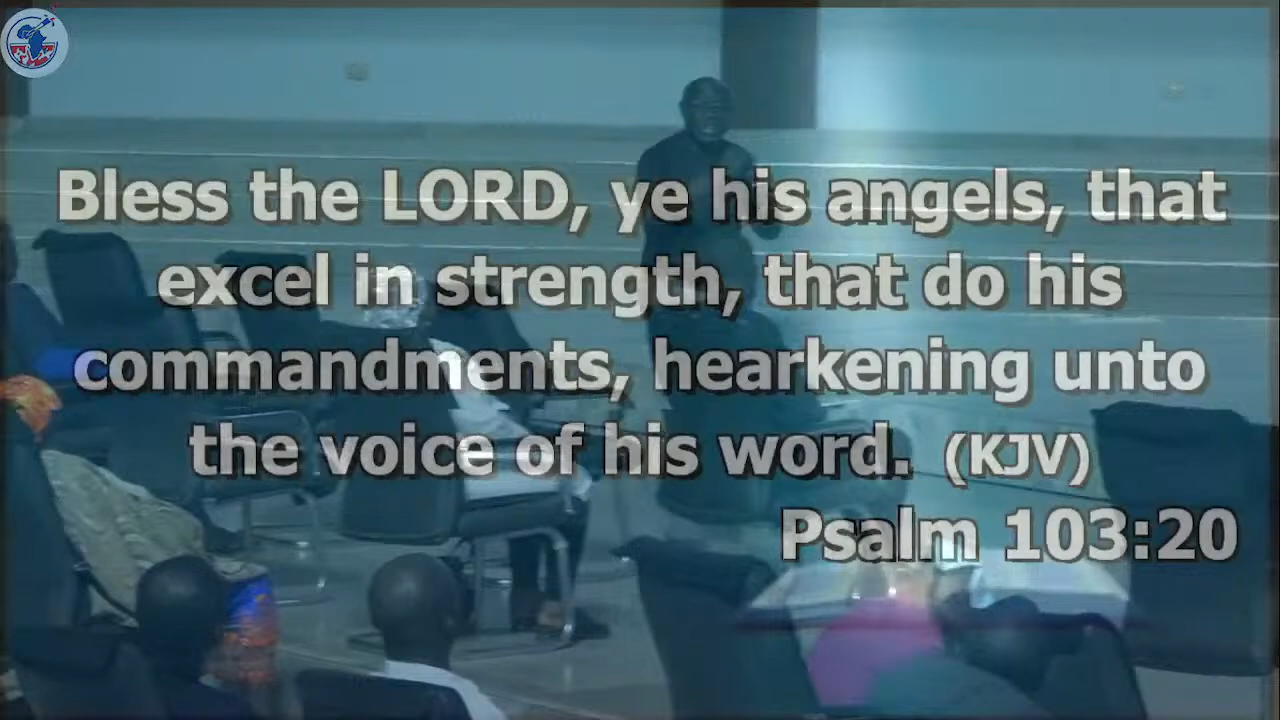 Bless the LORD, ye his angels, that
excel in strength, that do his
commandments, hearkening unto
the voice of his word. (KJV)
Psalm 103:20